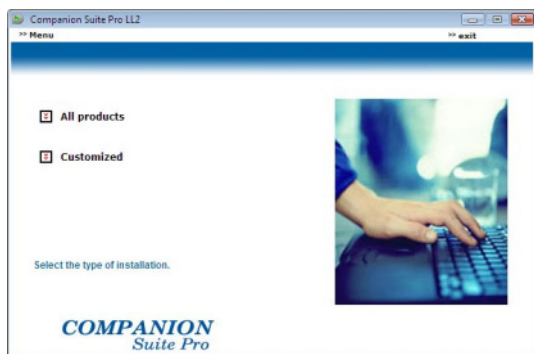 Companion Suite Pro LL2
>> Menu
>> exit
All products
Customized
Select the type of installation.
COMPANION
Suite Pro